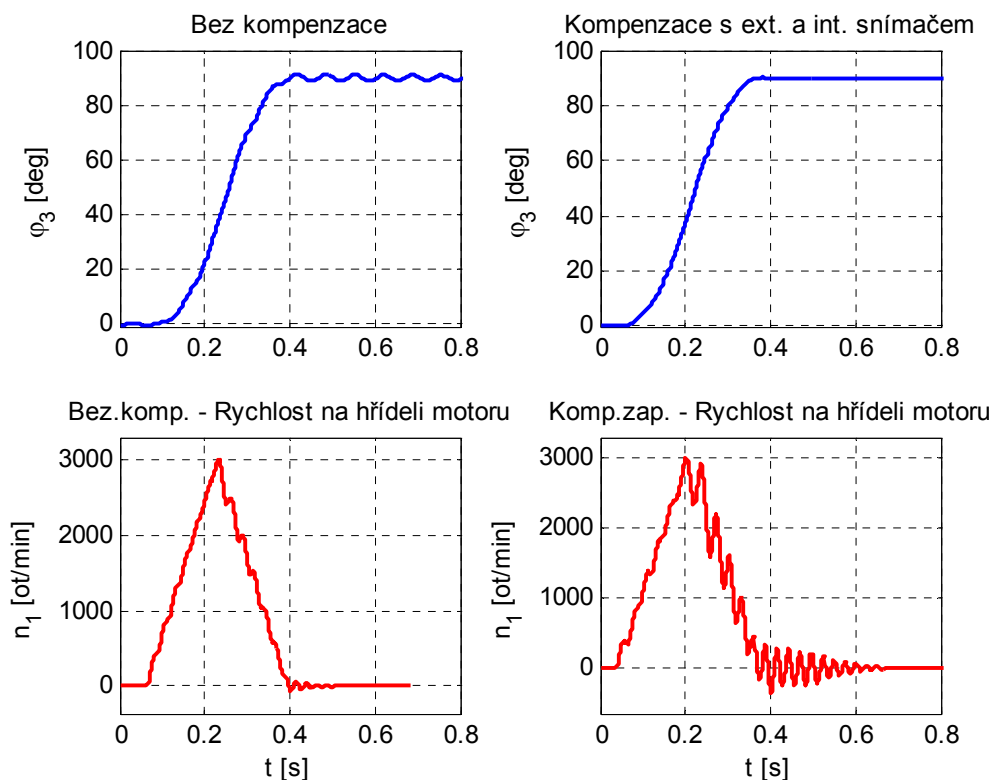 Bez kompenzace
100
80
60
40
20
0
φ3 [deg]
0 0.2 0.4 0.6 0.8
Kompenzace s ext. a int. snímačem
100
80
60
40
20
0
φ3 [deg]
0 0.2 0.4 0.6 0.8
Bez.komp. - Rychlost na hřídeli motoru
3000
2000
1000
0
n1 [ot/min]
0 0.2 0.4 0.6 0.8
t [s]
Komp.zap. - Rychlost na hřídeli motoru
3000
2000
1000
0
n1 [ot/min]
0 0.2 0.4 0.6 0.8
t [s]